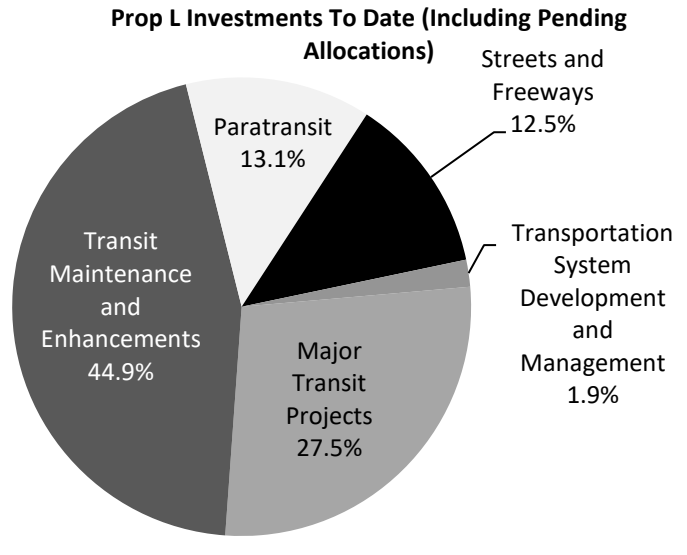 Prop L Investments To Date (Including Pending
Allocations)
Streets and
Freeways
12.5%
Paratransit
13.1%
Transportation
System
Development
and
Management
1.9%
Transit
Maintenance
and
Enhancements
44.9%
Major
Transit
Projects
27.5%